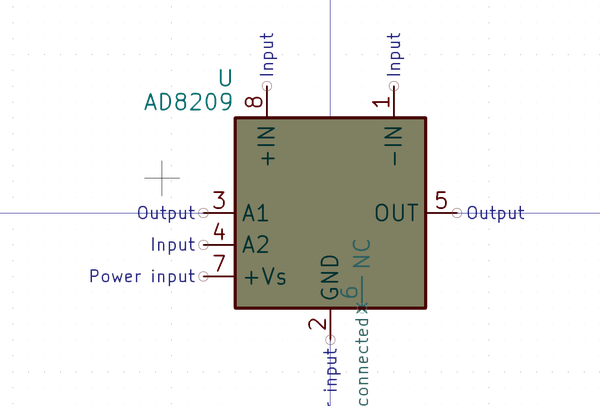 Input
Input
U
AD8209
8
1
+IN
−IN
Output
3
A1
OUT
5
Output
Input
4
A2
Power input
7
+Vs
GND
6
NC
2
input
connected